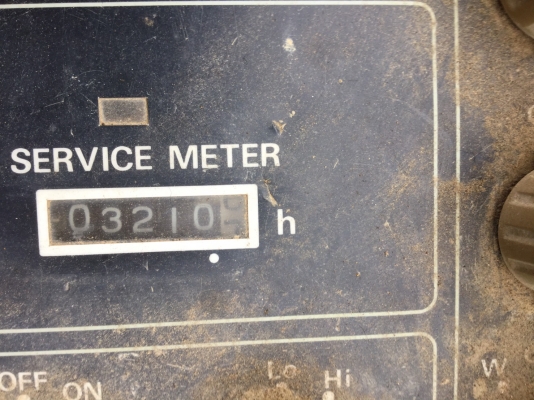 SERVICE METER
03210 h
OFF ON Lo Hi W